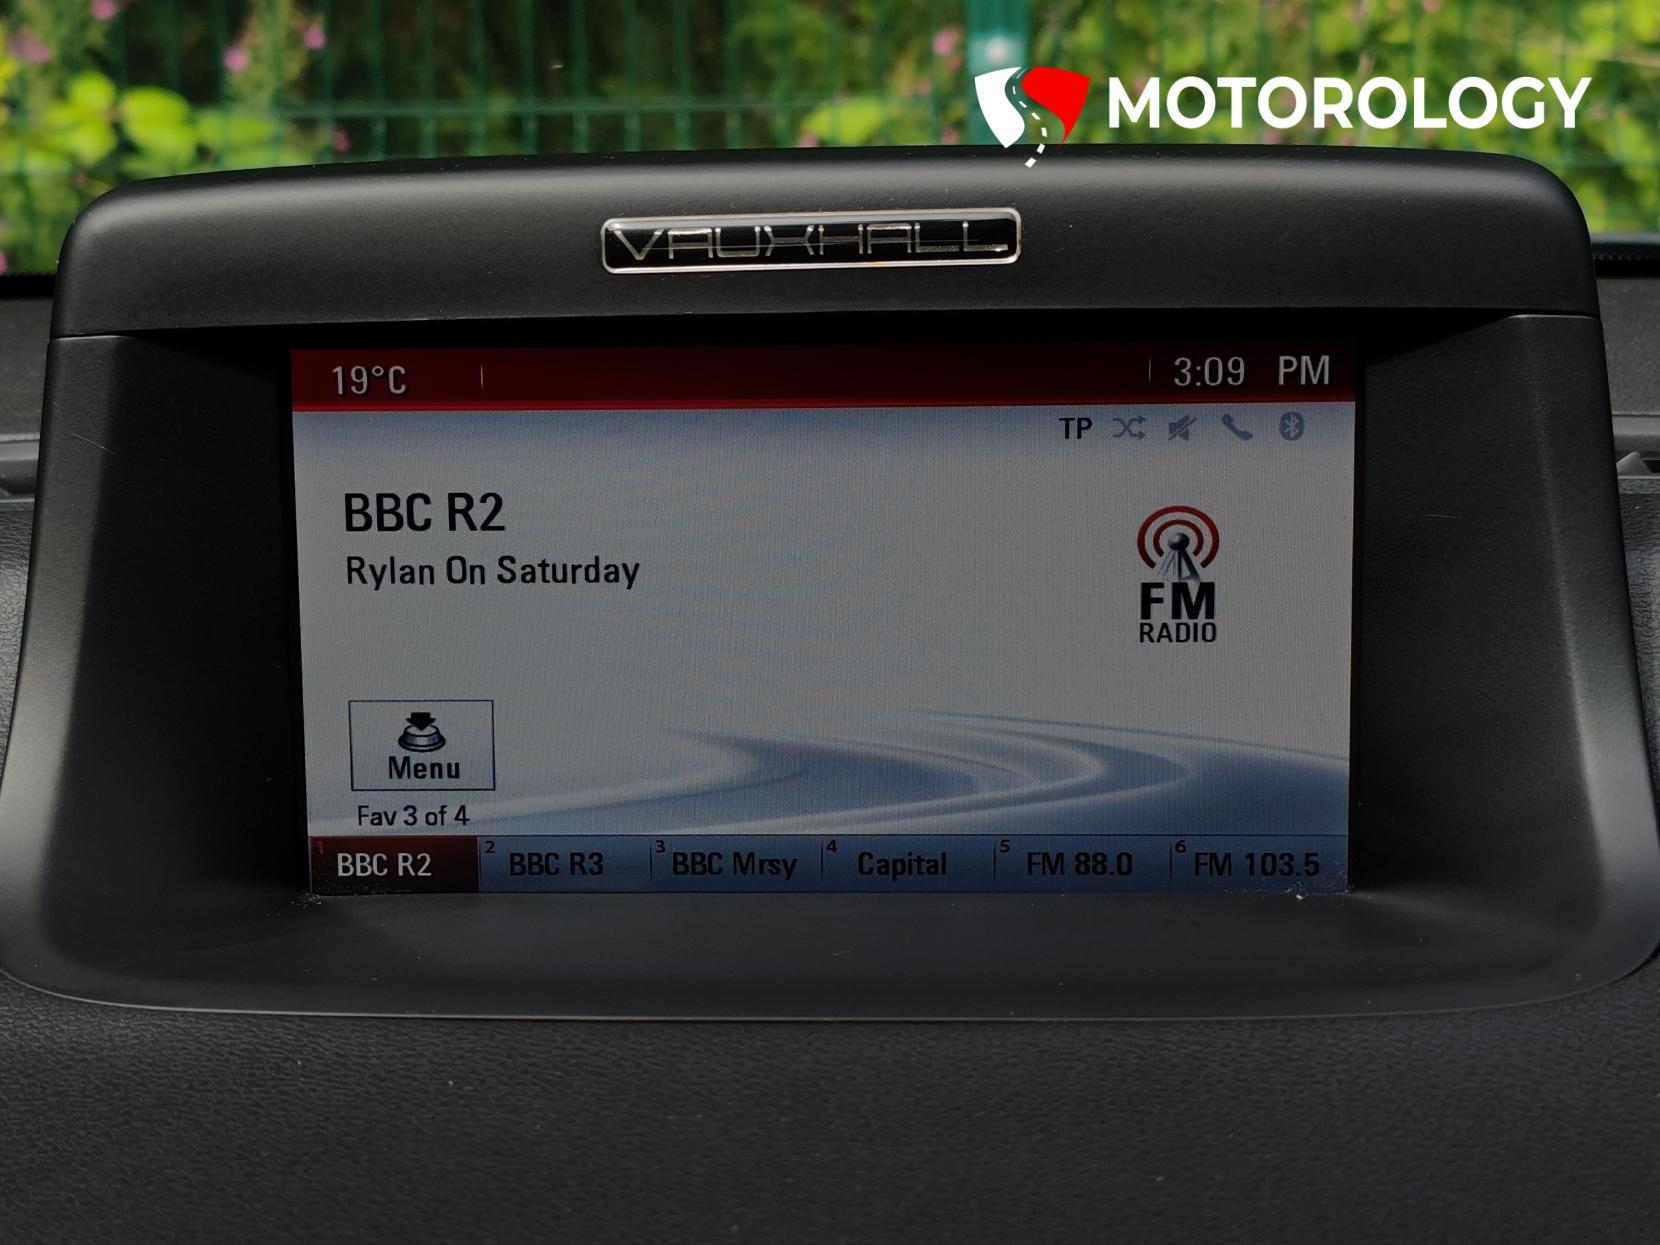 MOTOROLOGY
VAUXHALL
19°C 3:09 PM
TP
BBC R2
Rylan On Saturday
FM
RADIO
Menu
Fav 3 of 4
1 BBC R2 2 BBC R3 3 BBC Mrsy 4 Capital 5 FM 88.0 6 FM 103.5